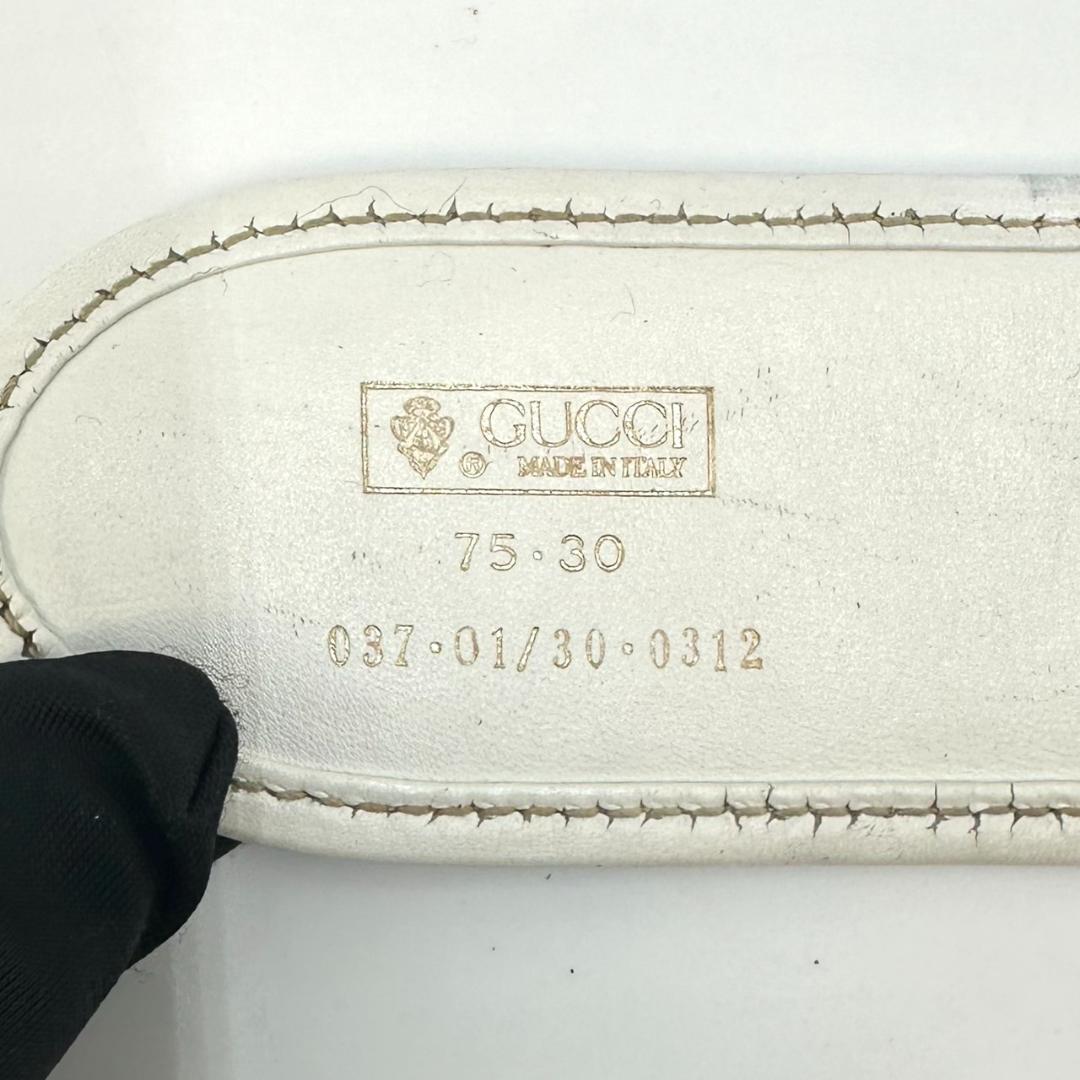 GUCCI
® MADE IN ITALY
75·30
037·01/30·0312